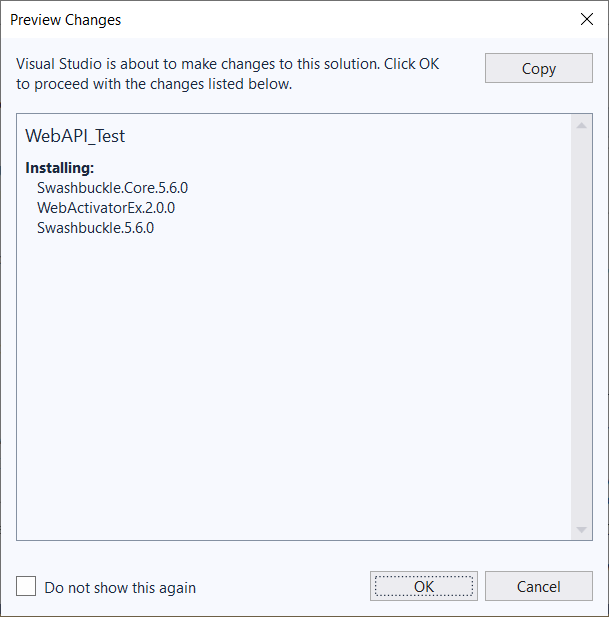 Preview Changes
Visual Studio is about to make changes to this solution. Click OK
to proceed with the changes listed below.
Copy
WebAPI_Test
Installing:
Swashbuckle.Core.5.6.0
WebActivatorEx.2.0.0
Swashbuckle.5.6.0
Do not show this again
OK
Cancel